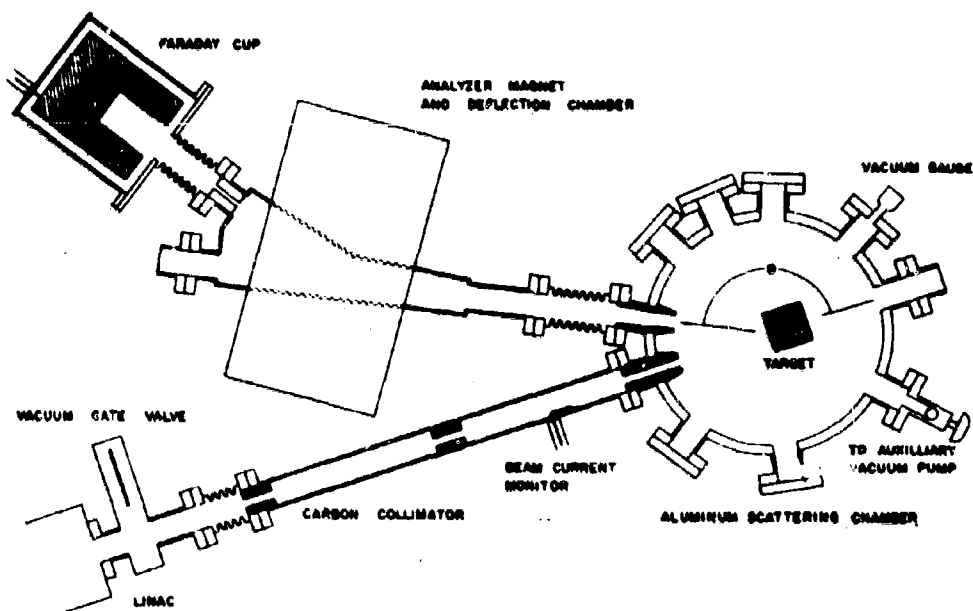 FARADAY CUP
ANALYZER MAGNET
AND DEFLECTION CHAMBER
VACUUM GAUGE
θ
TARGET
VACUUM GATE VALVE
TO AUXILLIARY
VACUUM PUMP
BEAM CURRENT
MONITOR
CARBON COLLIMATOR
ALUMINUM SCATTERING CHAMBER
LINAC